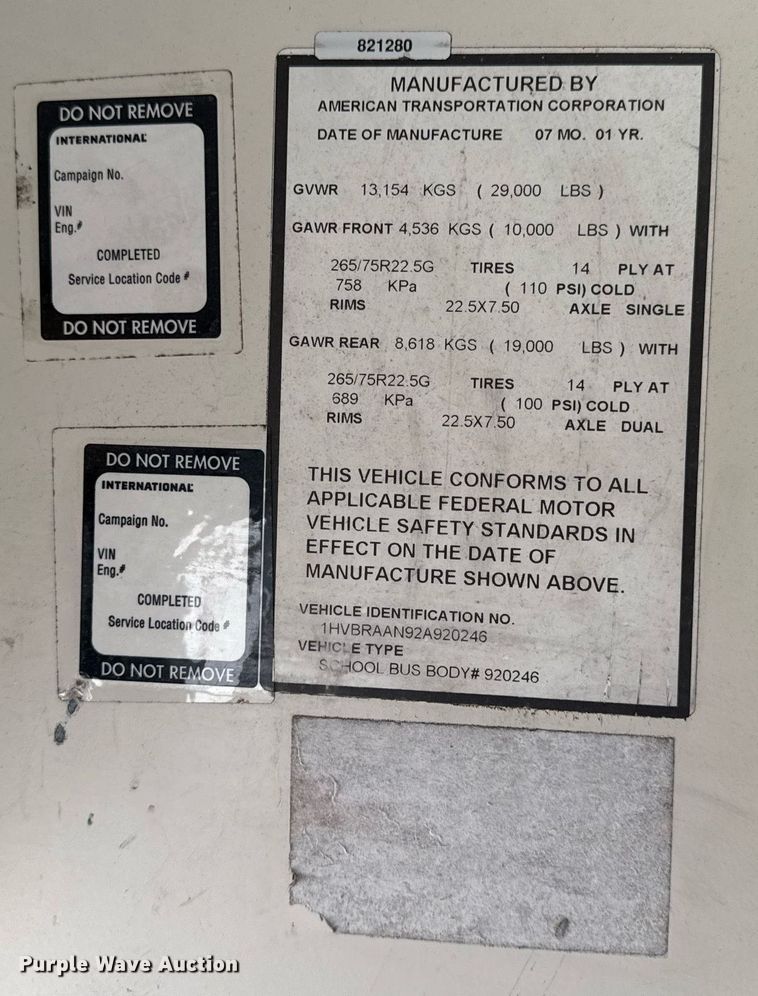 821280
MANUFACTURED BY
AMERICAN TRANSPORTATION CORPORATION
DATE OF MANUFACTURE 07 MO. 01 YR.
GVWR 13,154 KGS ( 29,000 LBS )
GAWR FRONT 4,536 KGS ( 10,000 LBS ) WITH
265/75R22.5G TIRES 14 PLY AT
758 KPa ( 110 PSI) COLD
RIMS 22.5X7.50 AXLE SINGLE
GAWR REAR 8,618 KGS ( 19,000 LBS ) WITH
265/75R22.5G TIRES 14 PLY AT
689 KPa ( 100 PSI) COLD
RIMS 22.5X7.50 AXLE DUAL
THIS VEHICLE CONFORMS TO ALL
APPLICABLE FEDERAL MOTOR
VEHICLE SAFETY STANDARDS IN
EFFECT ON THE DATE OF
MANUFACTURE SHOWN ABOVE.
VEHICLE IDENTIFICATION NO.
1HVBRAAN92A920246
VEHICLE TYPE
SCHOOL BUS BODY# 920246
DO NOT REMOVE
INTERNATIONAL
Campaign No.
VIN
Eng.#
COMPLETED
Service Location Code #
DO NOT REMOVE
DO NOT REMOVE
INTERNATIONAL
Campaign No.
VIN
Eng.#
COMPLETED
Service Location Code #
DO NOT REMOVE
Purple Wave Auction